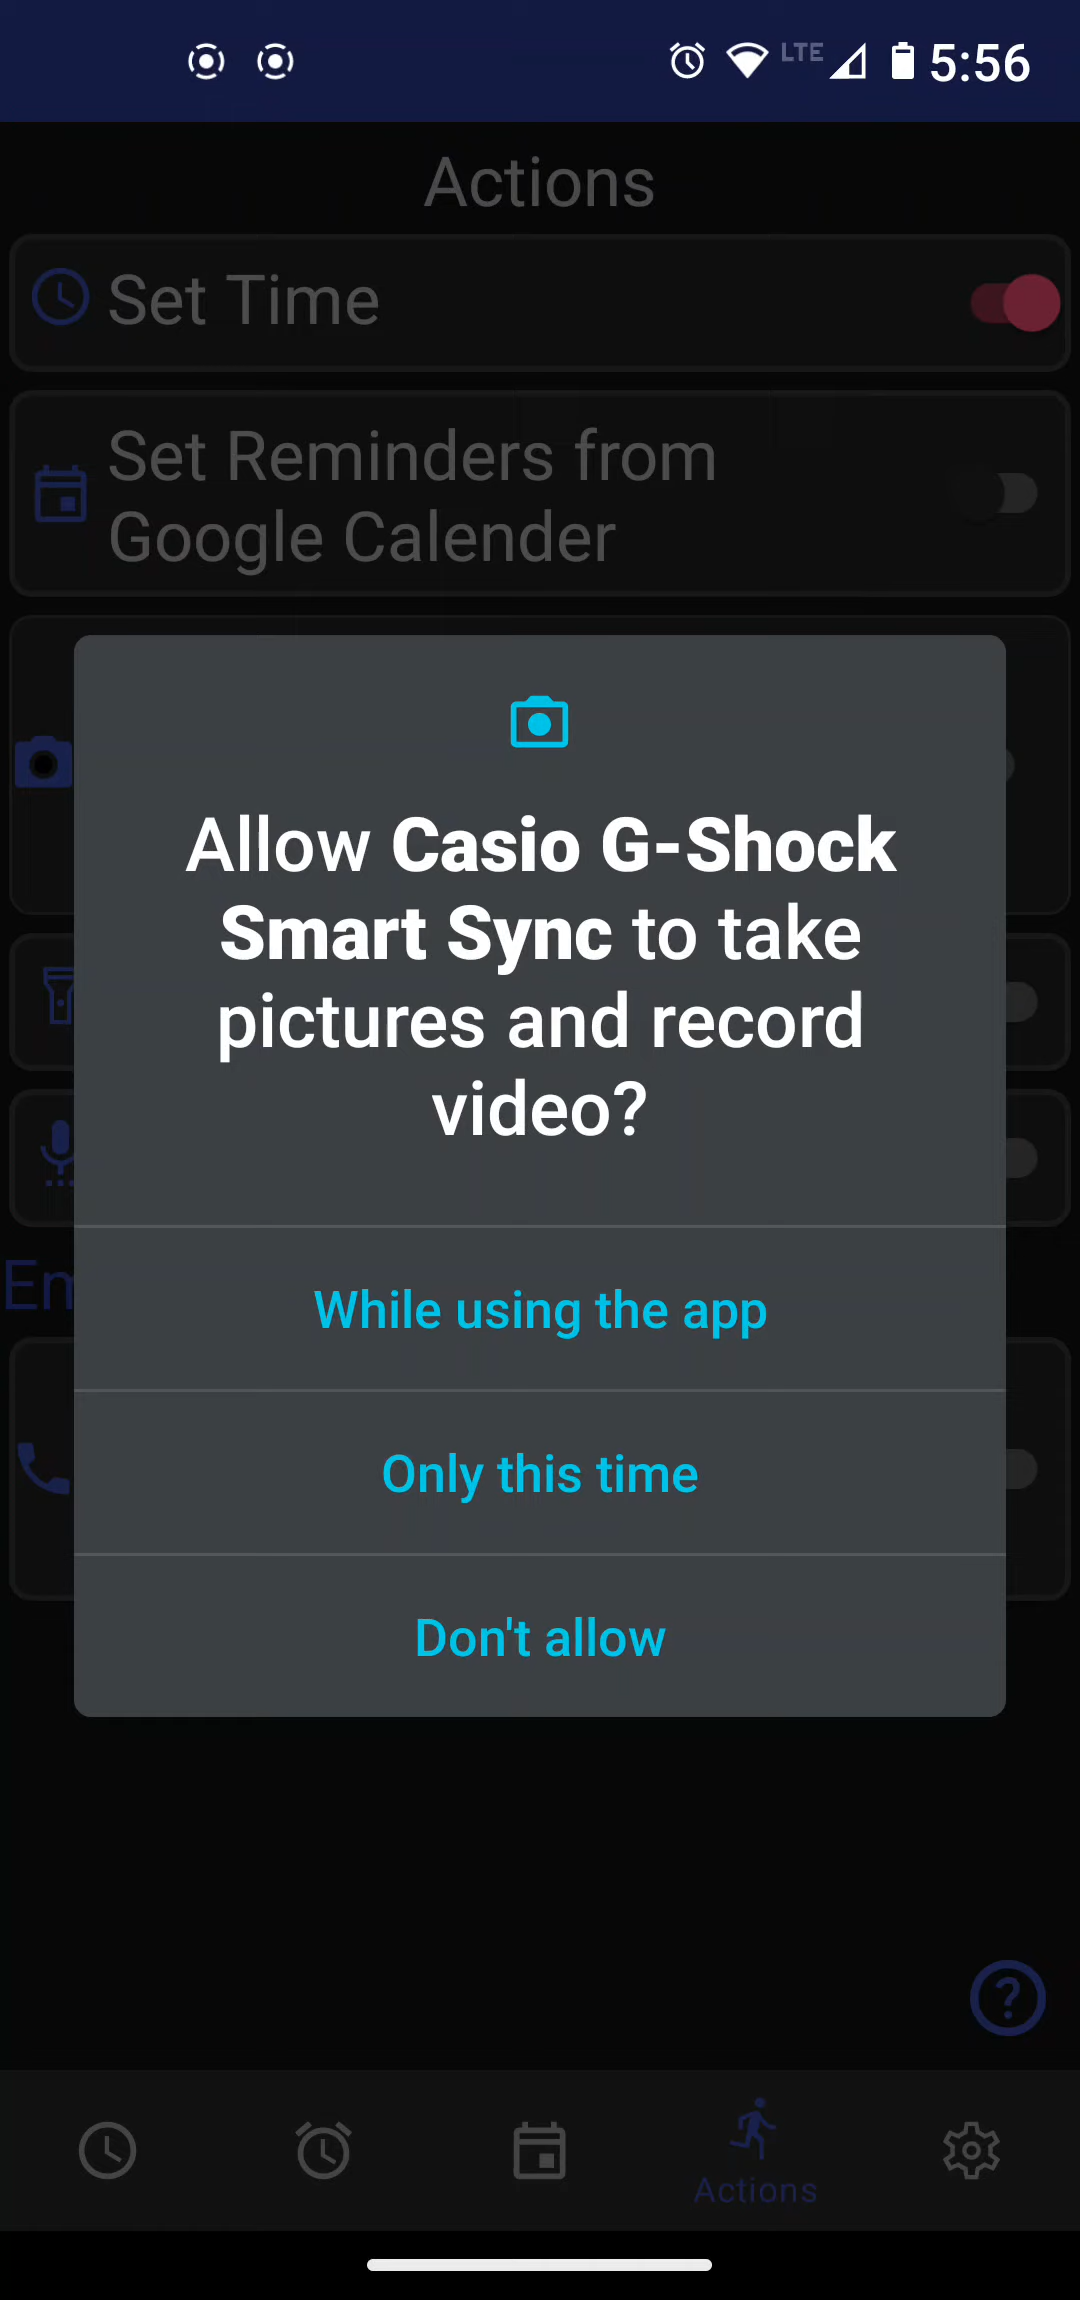 LTE 5:56
Actions
Set Time
Set Reminders from
Google Calender
Allow Casio G-Shock
Smart Sync to take
pictures and record
video?
While using the app
Only this time
Don't allow
Actions